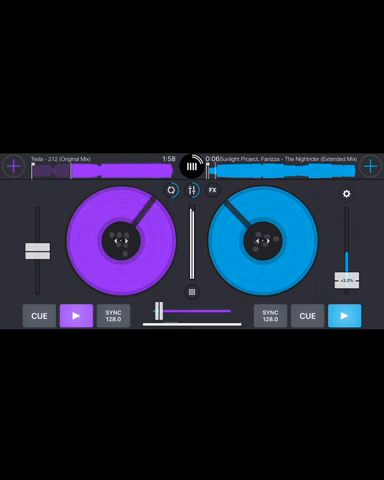 Tesla - 212 (Original Mix) 1:58
0:06 Sunlight Project, Fanizza - The Nightrider (Extended Mix)
FX
+3.2%
CUE
SYNC
128.0
SYNC
128.0
CUE